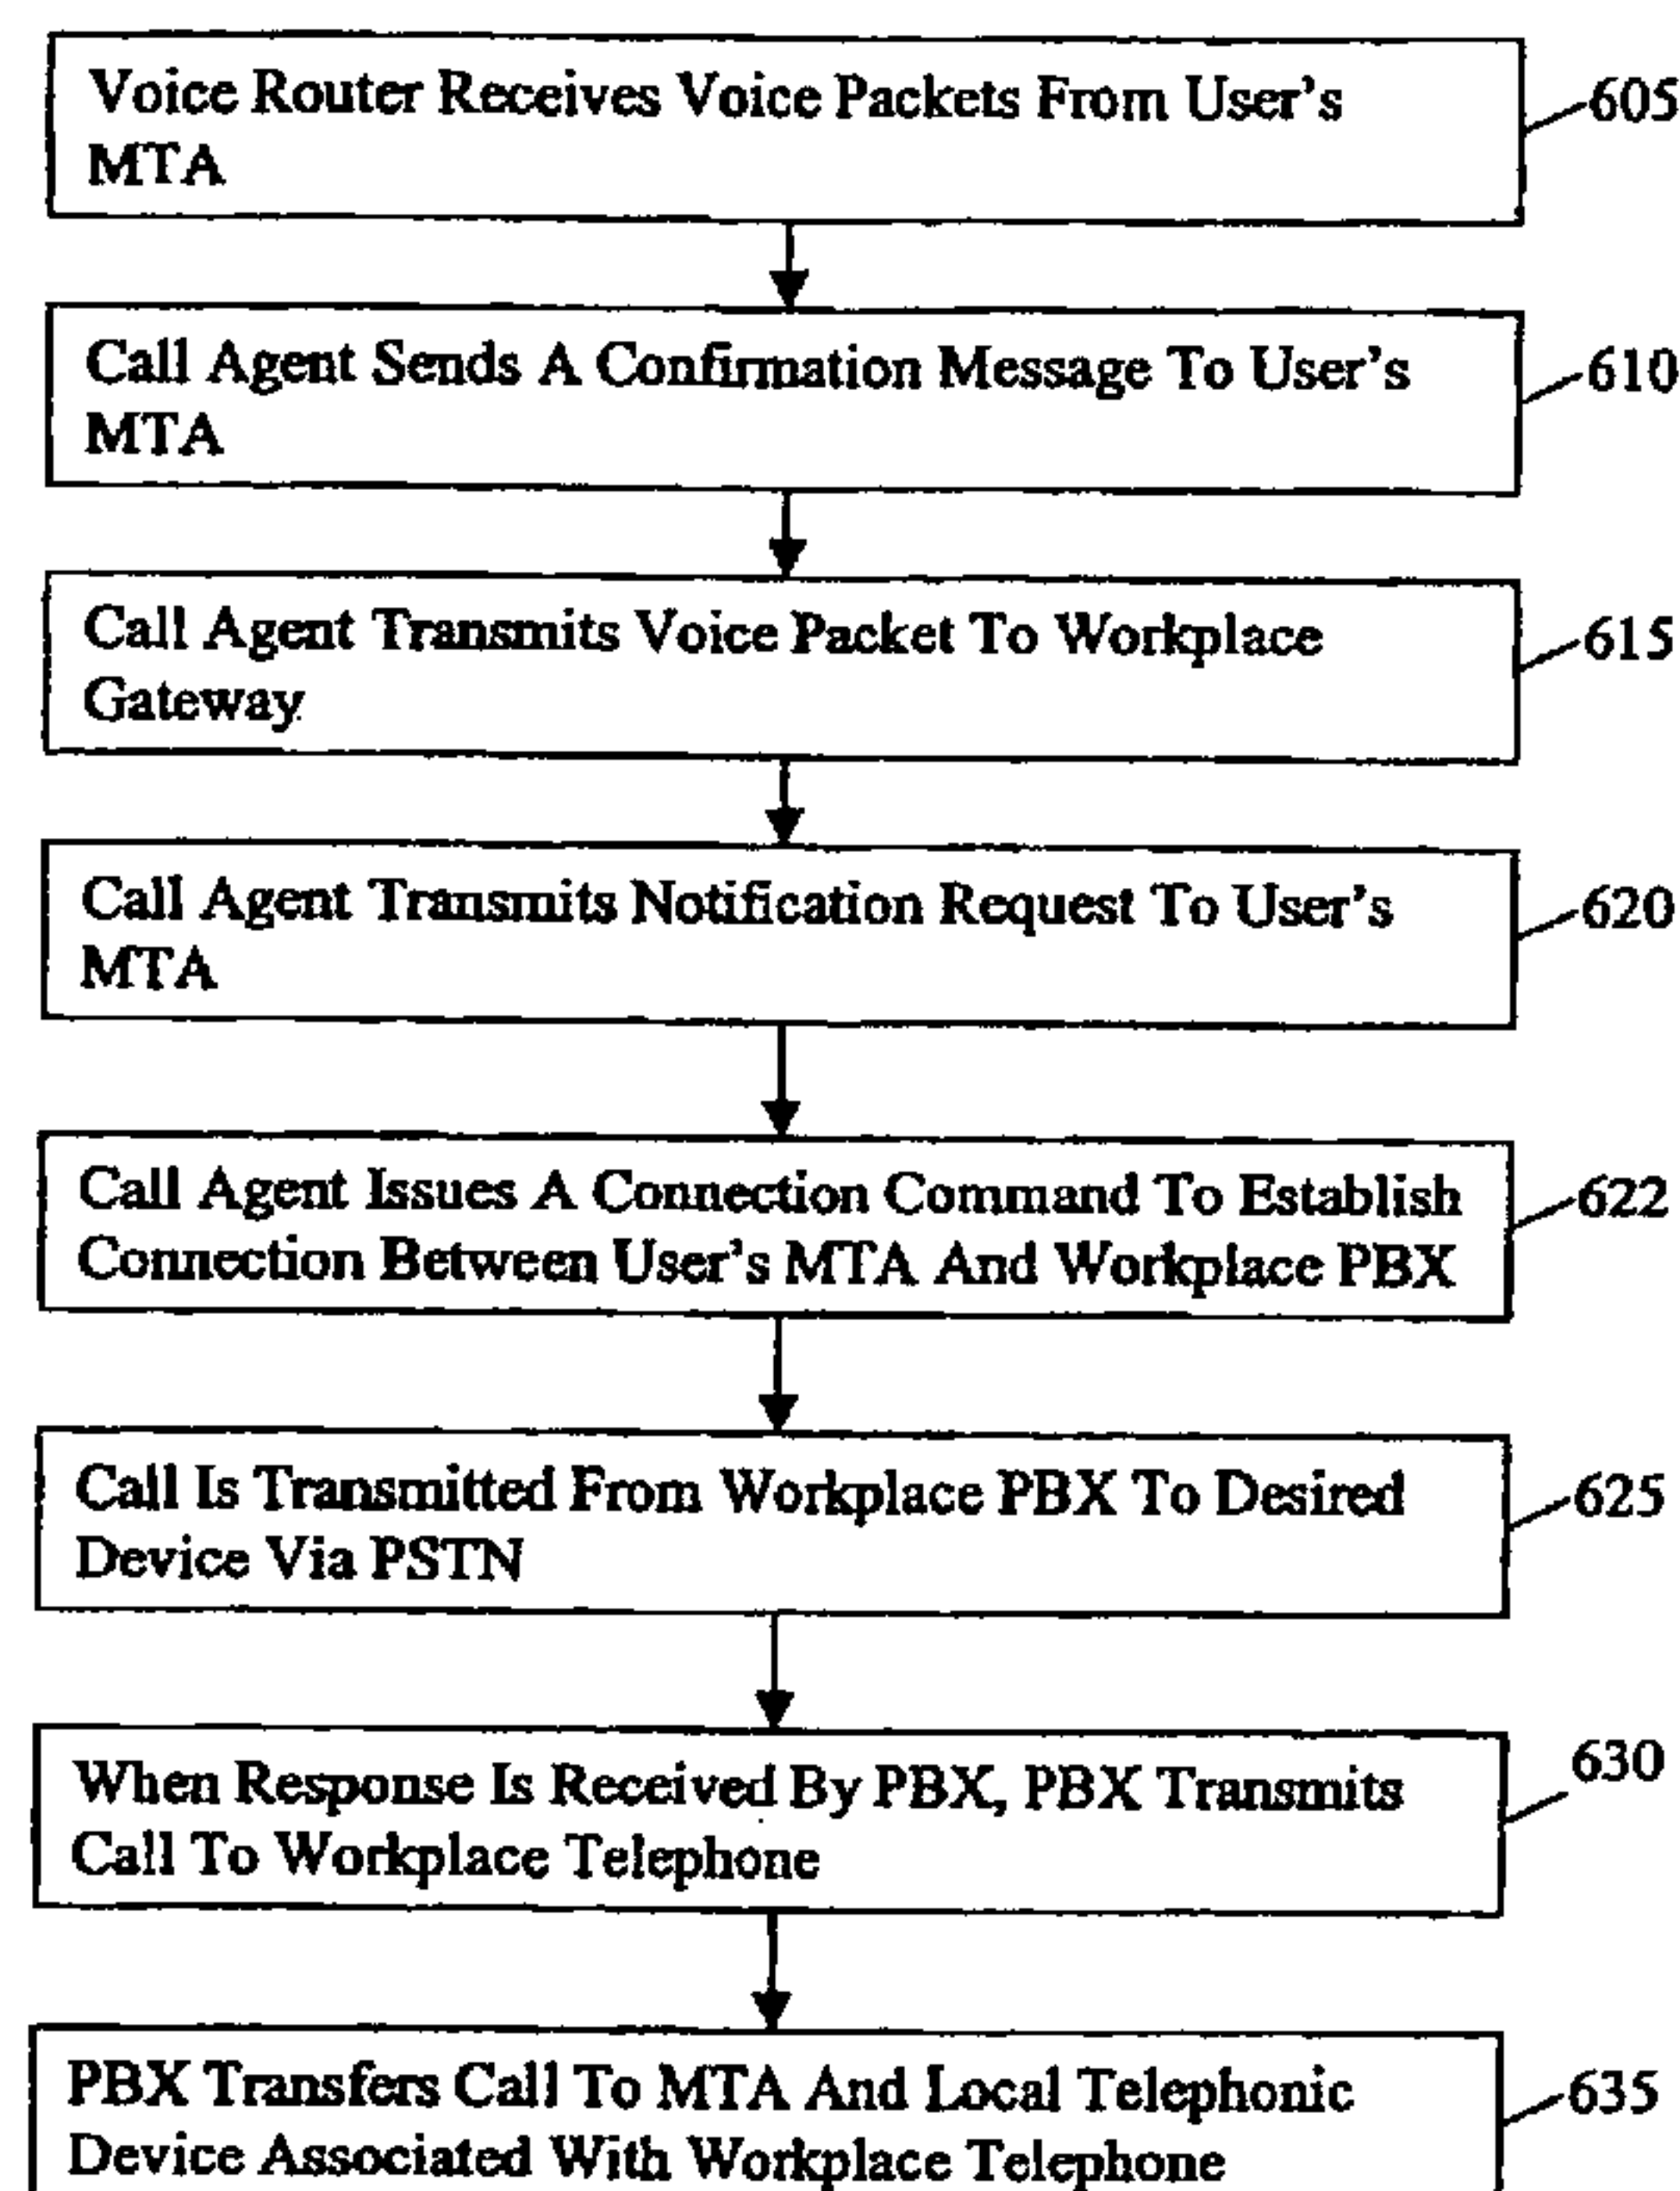 Voice Router Receives Voice Packets From User's
MTA
605
Call Agent Sends A Confirmation Message To User's
MTA
610
Call Agent Transmits Voice Packet To Workplace
Gateway
615
Call Agent Transmits Notification Request To User's
MTA
620
Call Agent Issues A Connection Command To Establish
Connection Between User's MTA And Workplace PBX
622
Call Is Transmitted From Workplace PBX To Desired
Device Via PSTN
625
When Response Is Received By PBX, PBX Transmits
Call To Workplace Telephone
630
PBX Transfers Call To MTA And Local Telephonic
Device Associated With Workplace Telephone
635